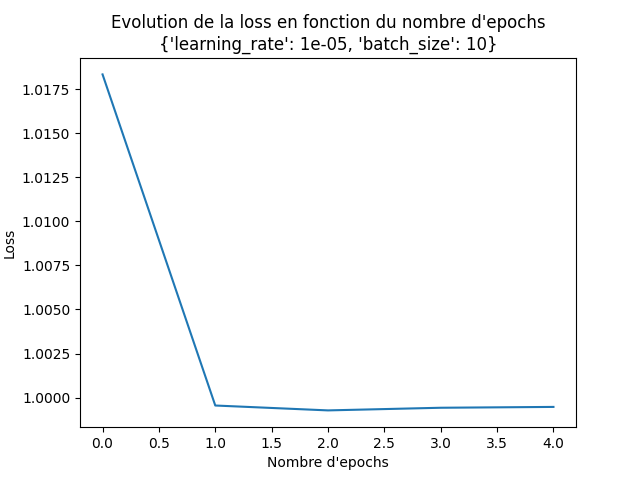 Evolution de la loss en fonction du nombre d'epochs
{'learning_rate': 1e-05, 'batch_size': 10}
1.0175
1.0150
1.0125
1.0100
1.0075
1.0050
1.0025
1.0000
Loss
0.0 0.5 1.0 1.5 2.0 2.5 3.0 3.5 4.0
Nombre d'epochs